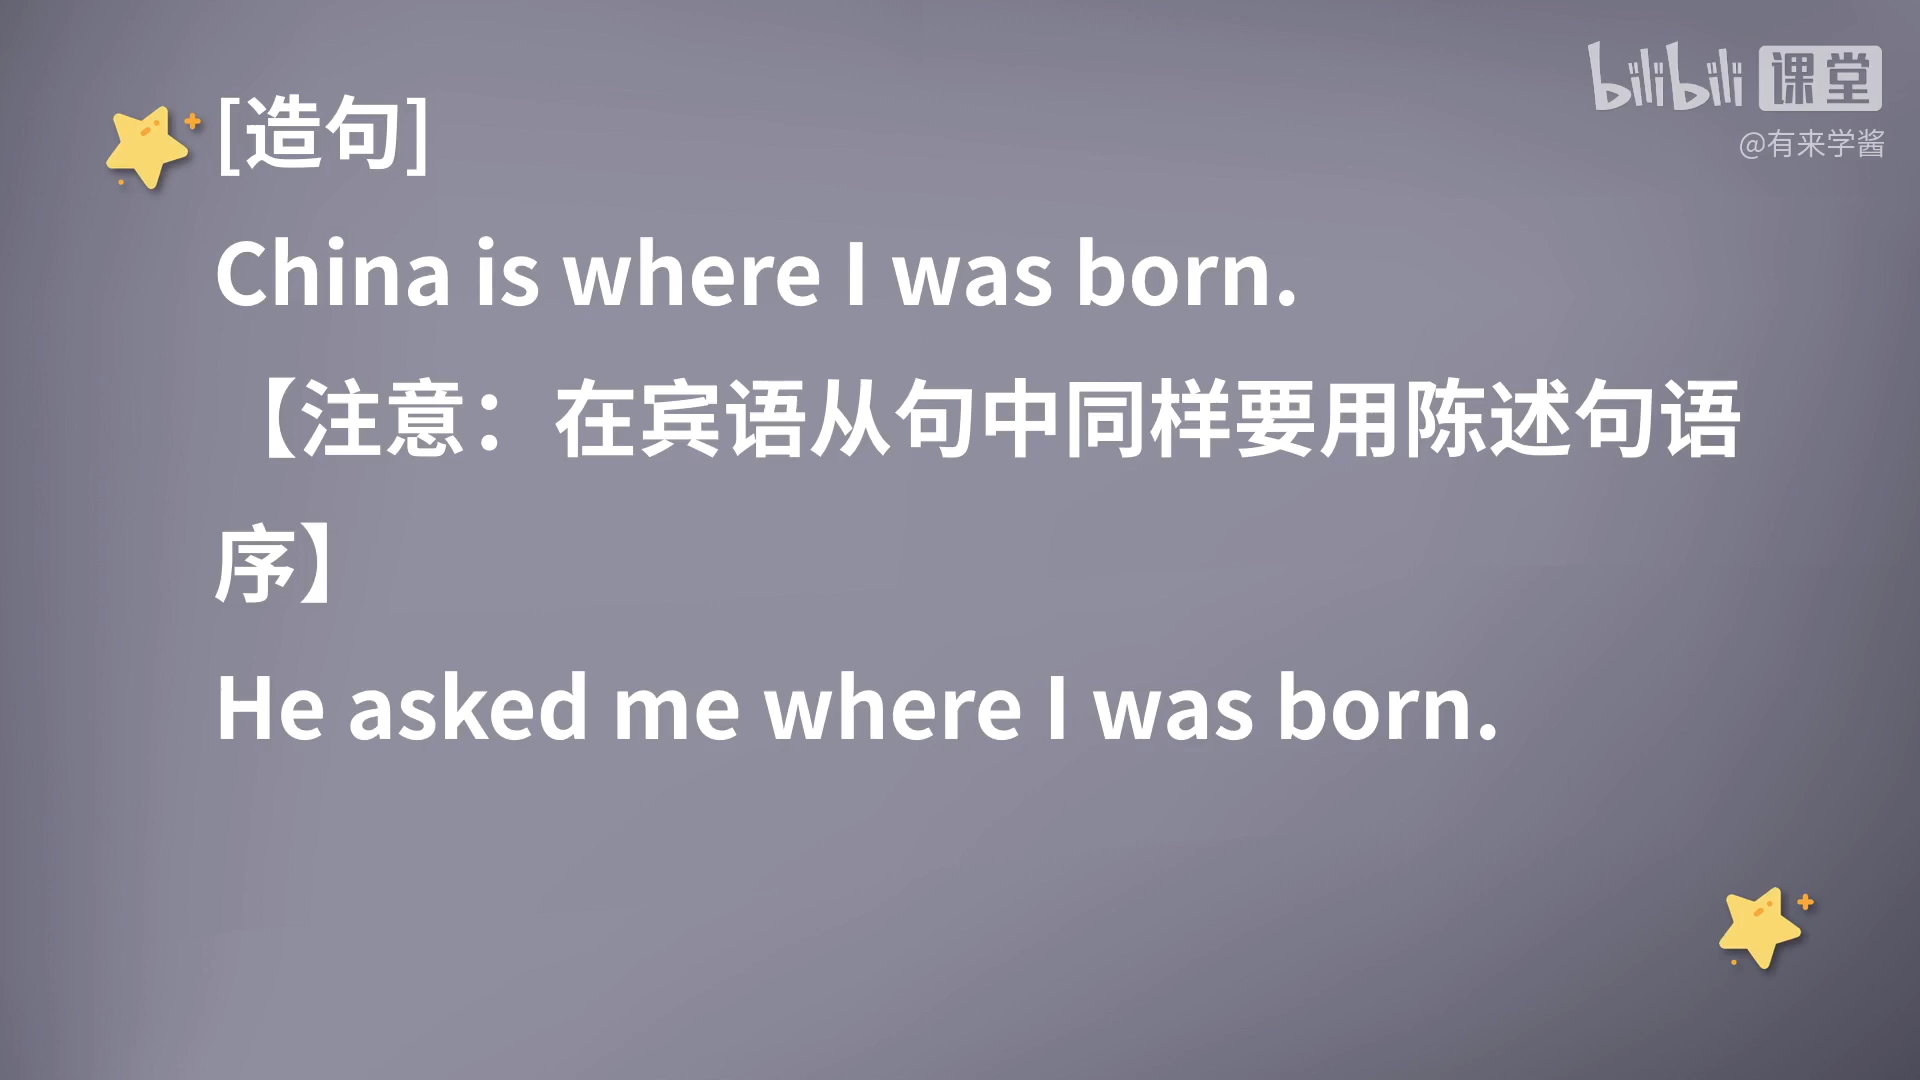 bilibili 课堂
@有来学酱
[造句]
China is where I was born.
【注意：在宾语从句中同样要用陈述句语
序】
He asked me where I was born.